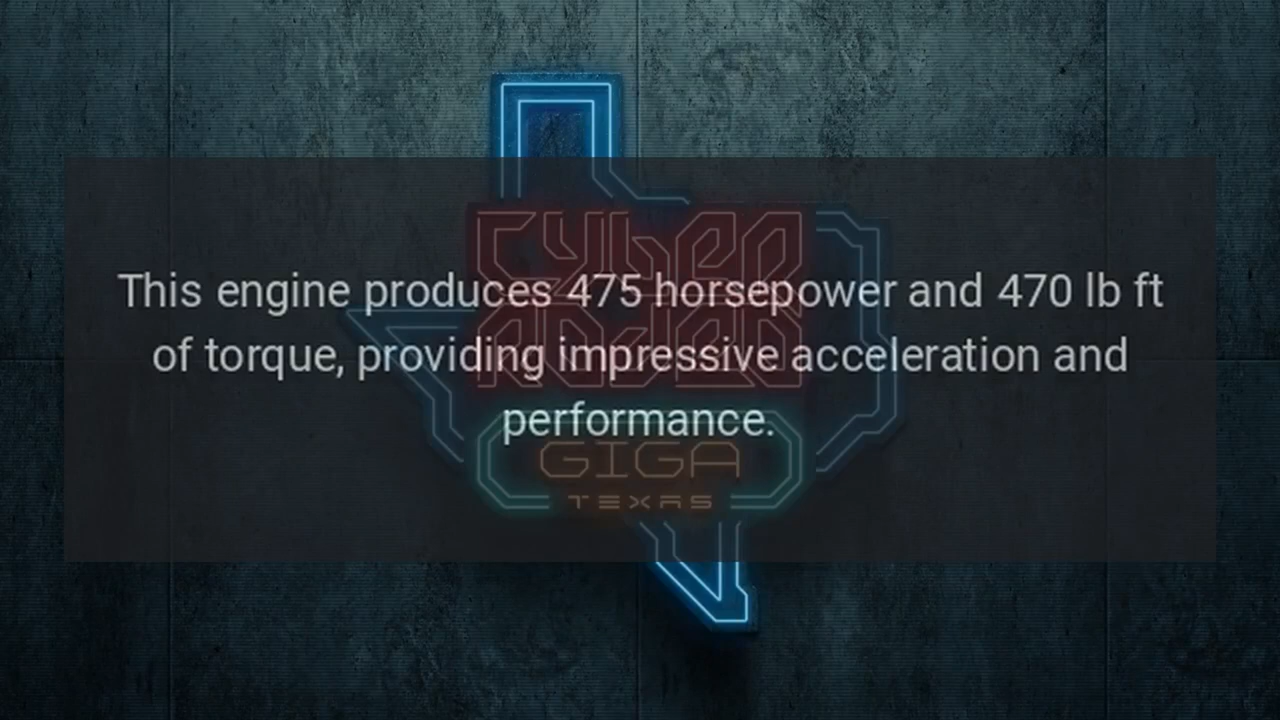 CYBER
This engine produces 475 horsepower and 470 lb ft
RODEO
of torque, providing impressive acceleration and
performance.
GIGA
TEXAS